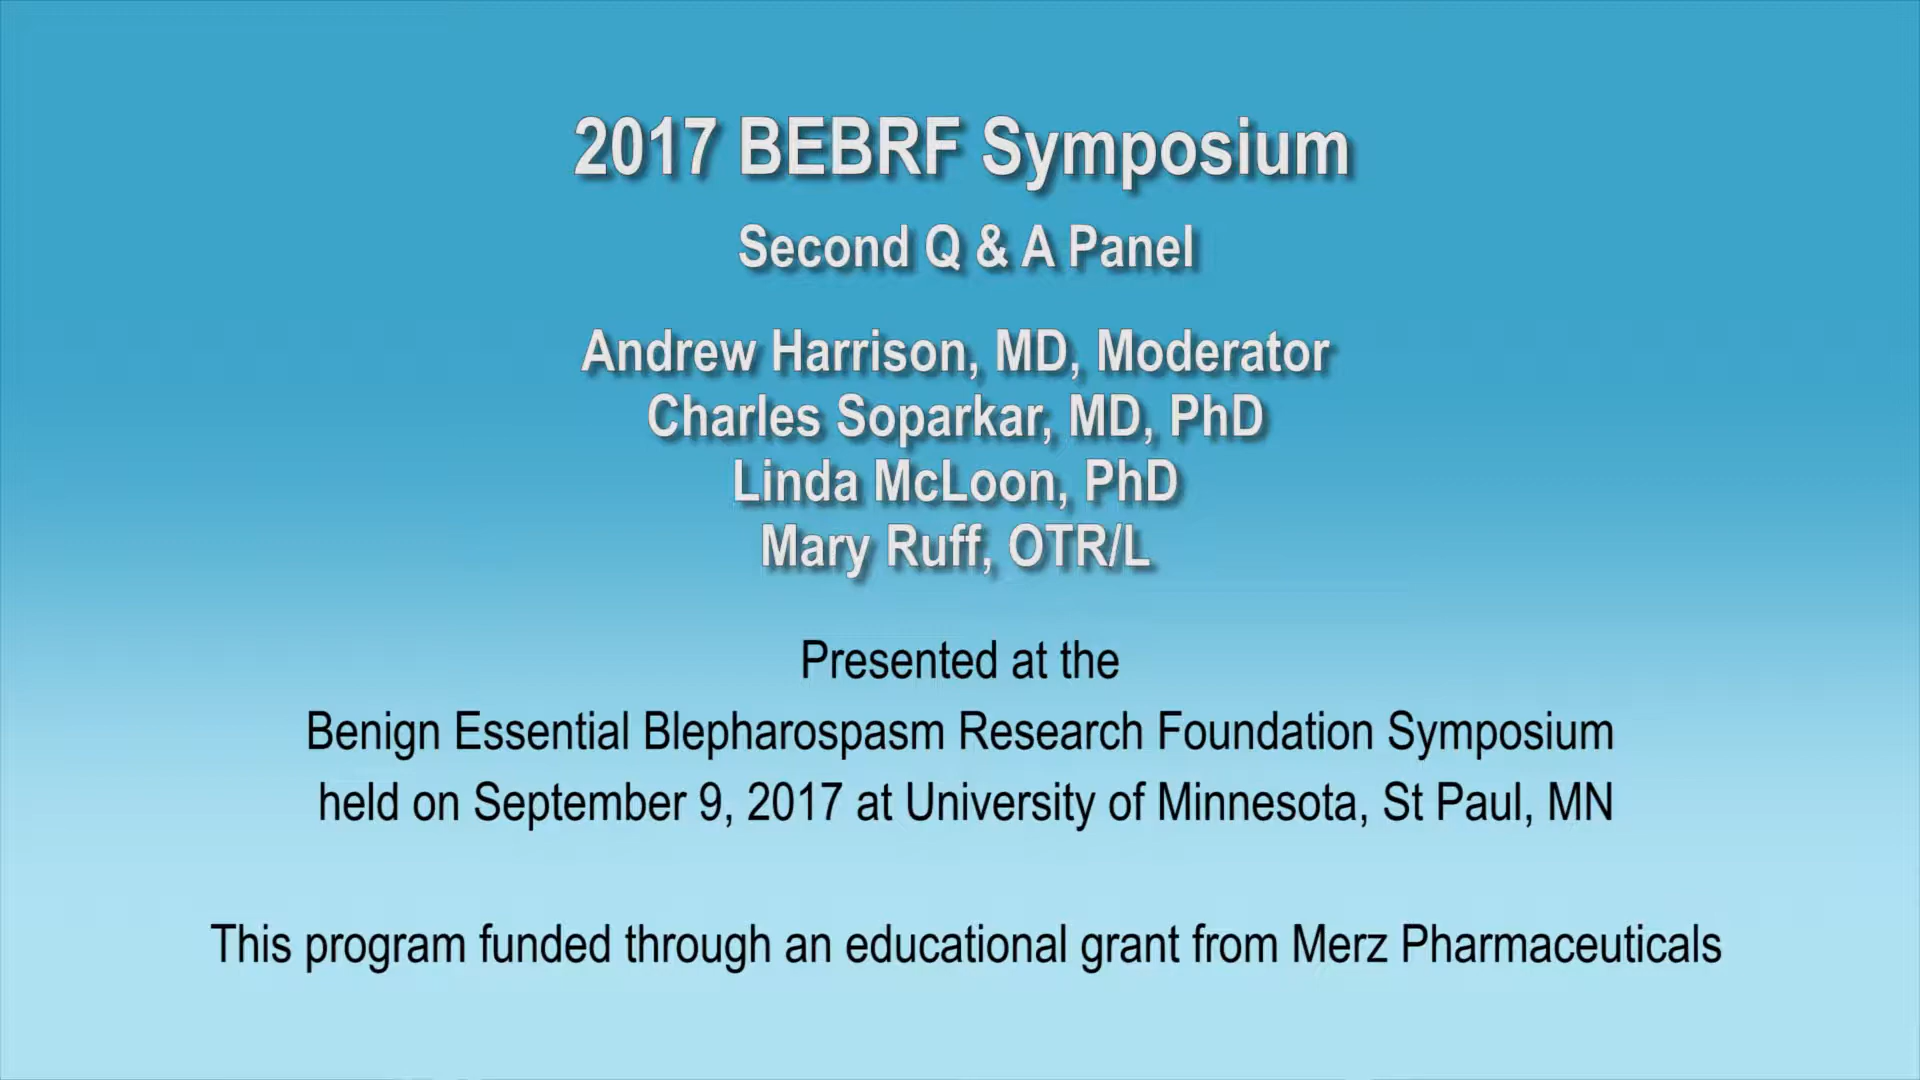 2017 BEBRF Symposium
Second Q & A Panel
Andrew Harrison, MD, Moderator
Charles Soparkar, MD, PhD
Linda McLoon, PhD
Mary Ruff, OTR/L
Presented at the
Benign Essential Blepharospasm Research Foundation Symposium
held on September 9, 2017 at University of Minnesota, St Paul, MN
This program funded through an educational grant from Merz Pharmaceuticals